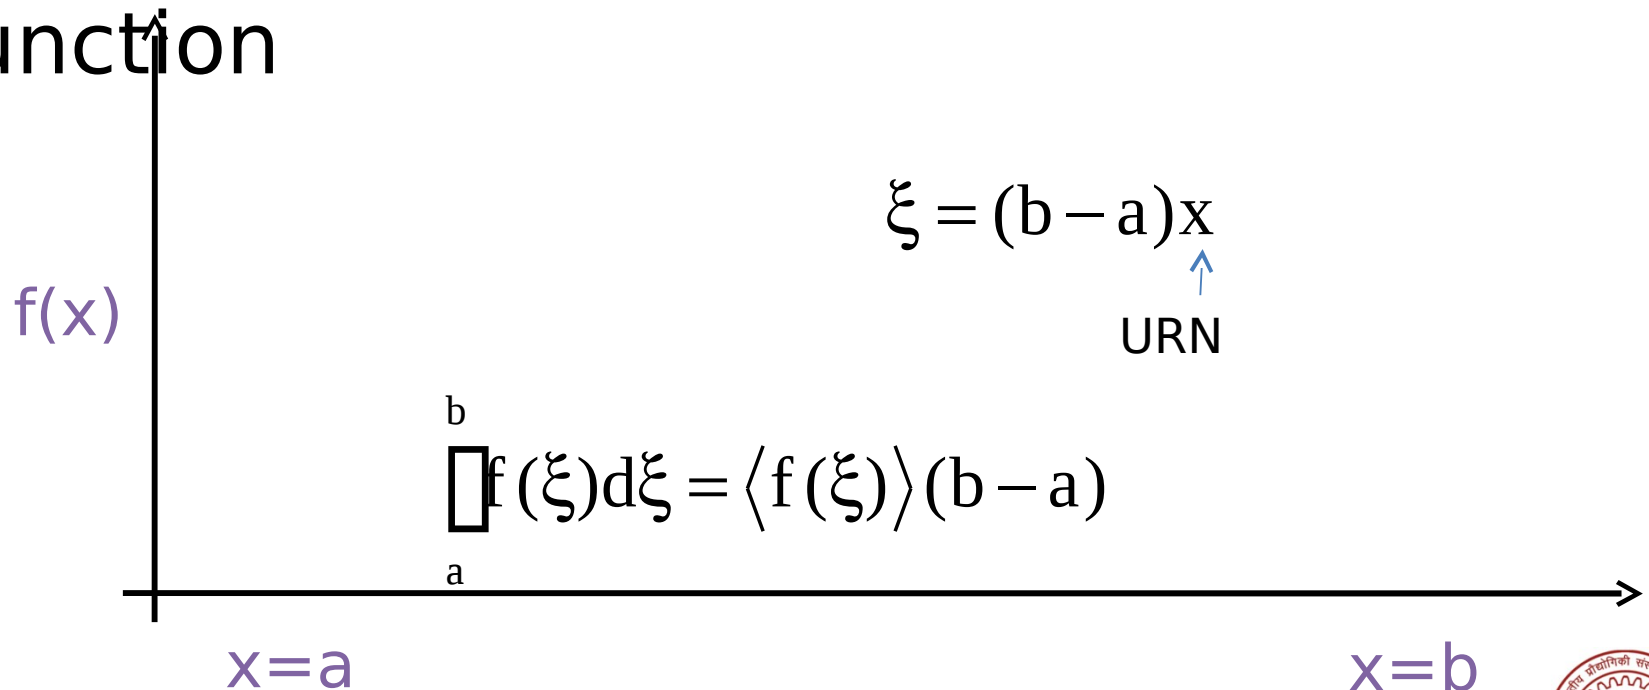 unction
ξ = (b − a)x
f(x)
URN
b
f (ξ)dξ = ⟨f (ξ)⟩(b − a)
a
x=a
x=b
प्रौद्योगिकी